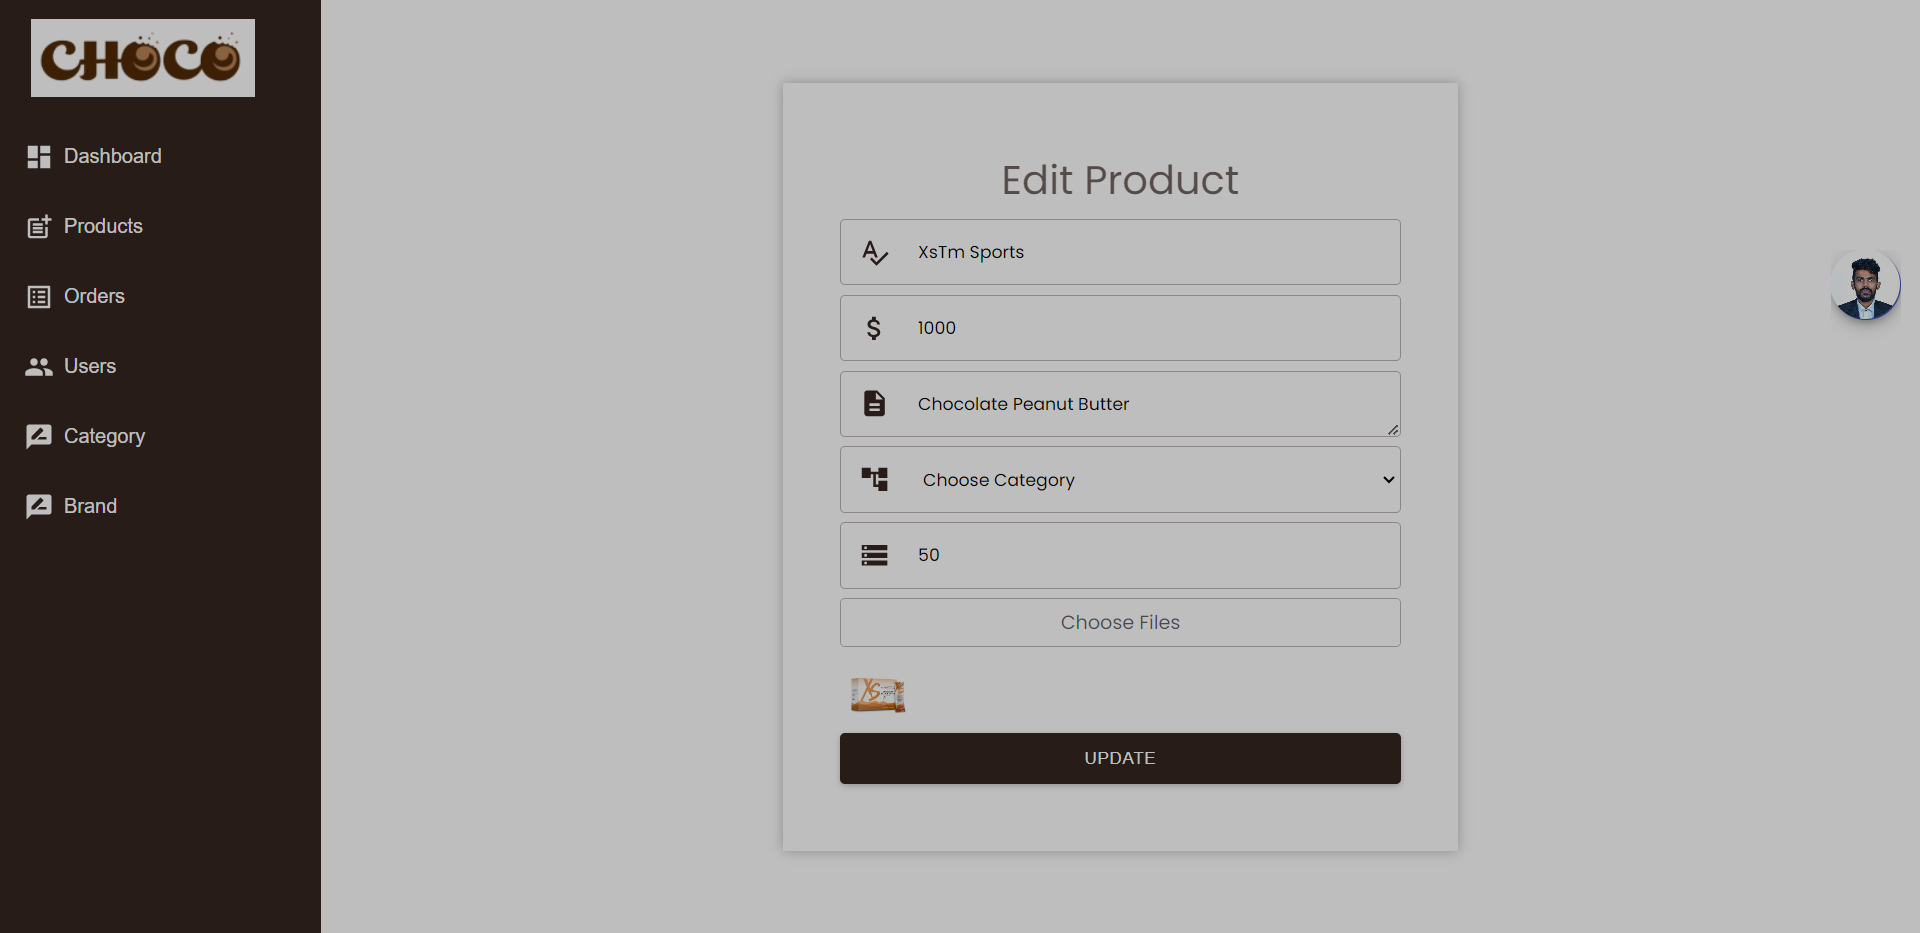 CHOCO
Dashboard
Products
Orders
Users
Category
Brand
Edit Product
XsTm Sports
1000
Chocolate Peanut Butter
Choose Category
50
Choose Files
XS
UPDATE